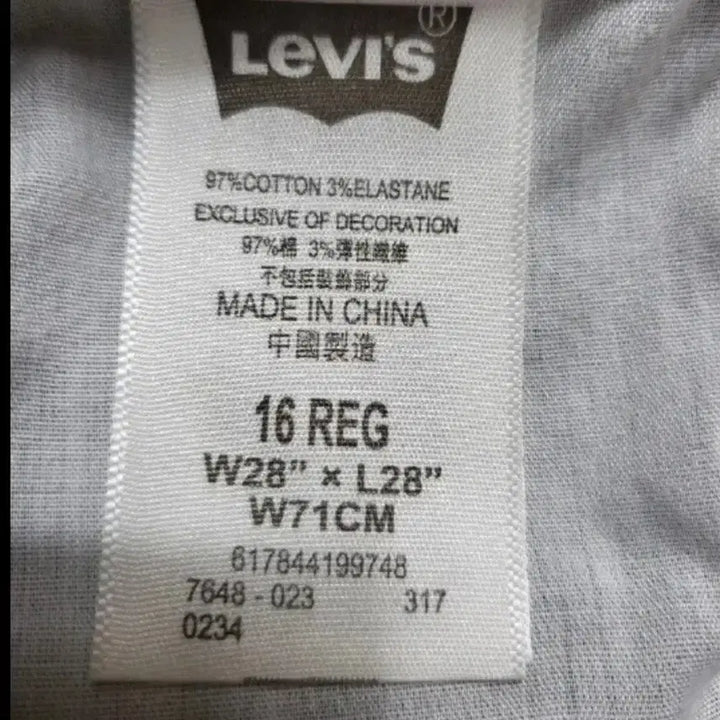 Levi's®
97%COTTON 3%ELASTANE
EXCLUSIVE OF DECORATION
97%棉 3%彈性纖維
不包括裝飾部分
MADE IN CHINA
中國製造
16 REG
W28" × L28"
W71CM
617844199748
7648 - 023 317
0234